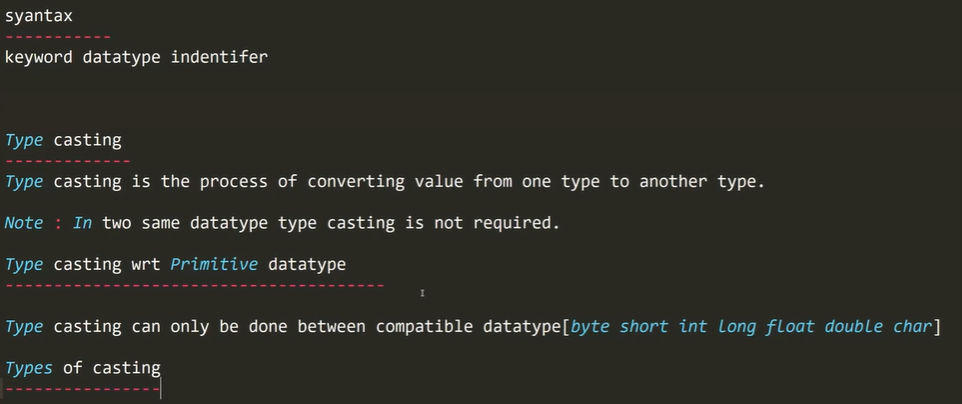 syantax
-----------
keyword datatype indentifer
Type casting
-------------
Type casting is the process of converting value from one type to another type.
Note : In two same datatype type casting is not required.
Type casting wrt Primitive datatype
---------------------------------------
Type casting can only be done between compatible datatype[byte short int long float double char]
Types of casting
----------------